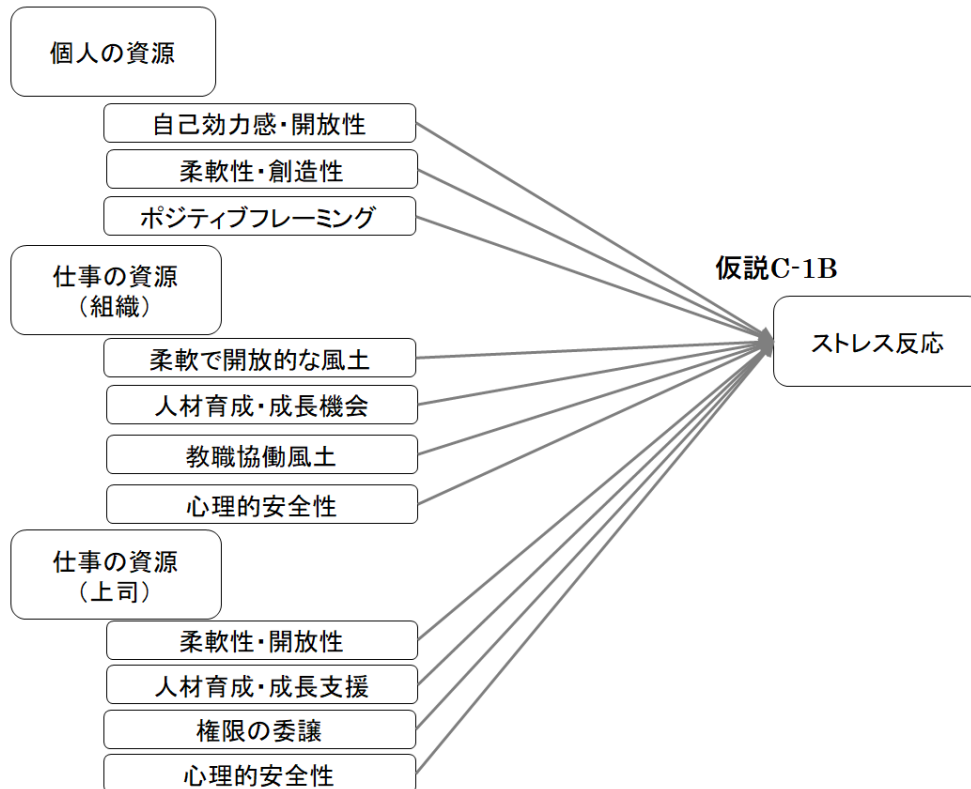 個人の資源
自己効力感・開放性
柔軟性・創造性
ポジティブフレーミング
仕事の資源
（組織）
仮説C-1B
ストレス反応
柔軟で開放的な風土
人材育成・成長機会
教職協働風土
心理的安全性
仕事の資源
（上司）
柔軟性・開放性
人材育成・成長支援
権限の委譲
心理的安全性